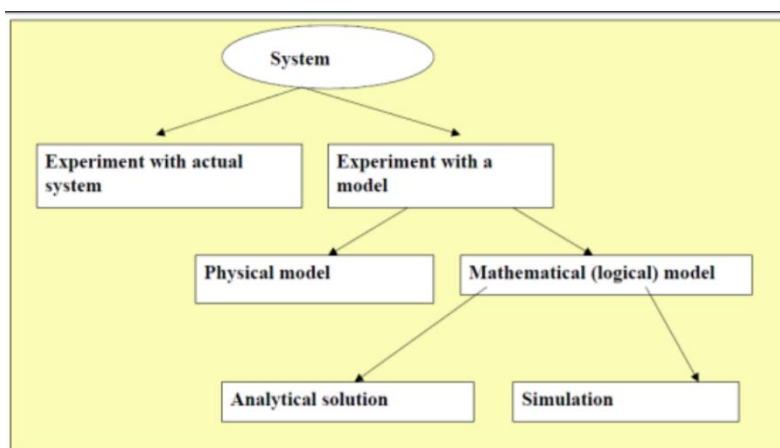 System
Experiment with actual
system
Experiment with a
model
Physical model
Mathematical (logical) model
Analytical solution
Simulation